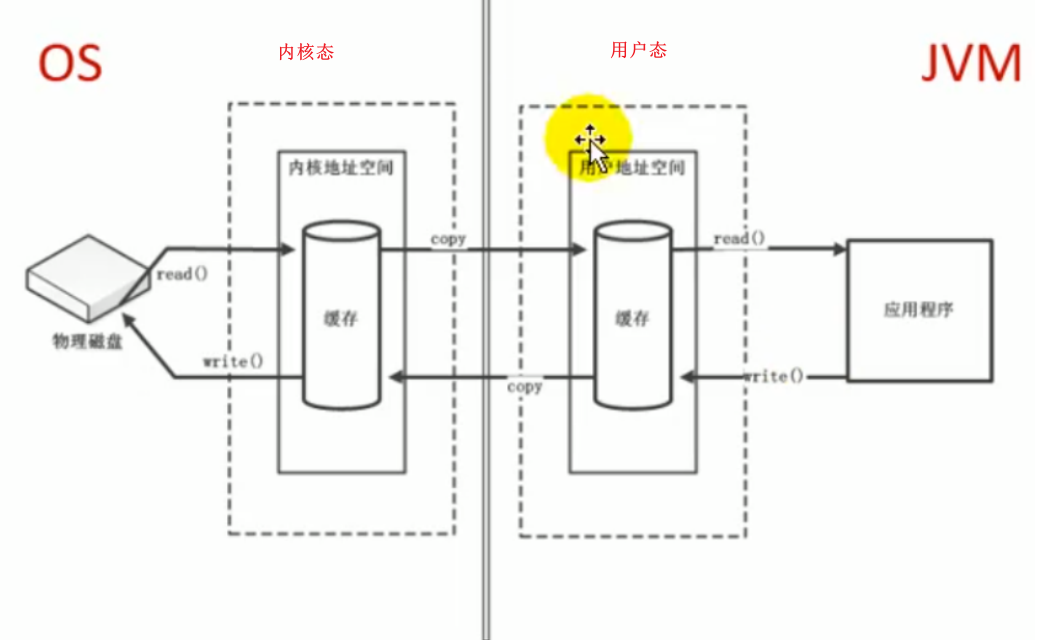 OS
内核态
用户态
JVM
内核地址空间
用户地址空间
copy
read()
read()
缓存
缓存
应用程序
物理磁盘
write()
copy
write()